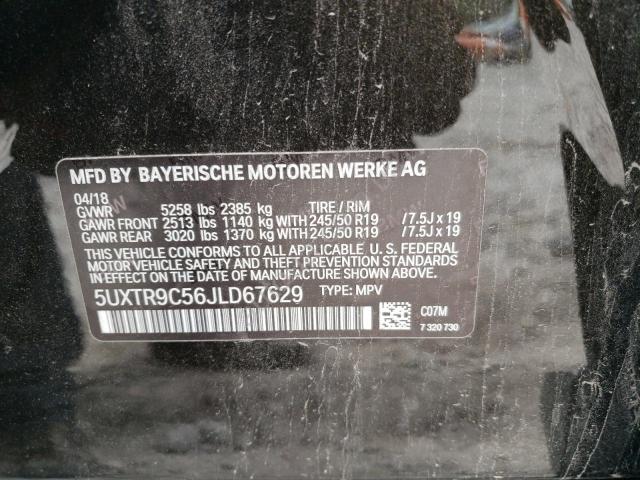 MFD BY BAYERISCHE MOTOREN WERKE AG
04/18
GVWR 5258 lbs 2385 kg TIRE / RIM
GAWR FRONT 2513 lbs 1140 kg WITH 245/50 R19 /7.5J x 19
GAWR REAR 3020 lbs 1370 kg WITH 245/50 R19 /7.5J x 19
THIS VEHICLE CONFORMS TO ALL APPLICABLE U. S. FEDERAL
MOTOR VEHICLE SAFETY AND THEFT PREVENTION STANDARDS
IN EFFECT ON THE DATE OF MANUFACTURE SHOWN ABOVE.
5UXTR9C56JLD67629 TYPE: MPV
C07M
7 320 730